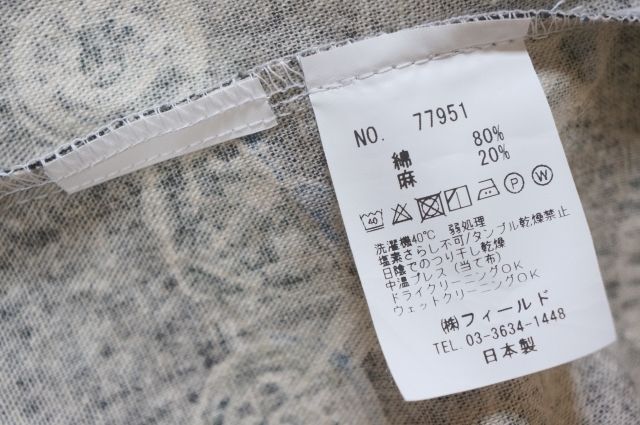 NO. 77951
綿 80%
麻 20%
40 P W
洗濯機40℃ 弱処理
塩素さらし不可/タンブル乾燥禁止
日陰でのつり干し乾燥
中温プレス(当て布)
ドライクリーニングOK
ウェットクリーニングOK
㈱フィールド
TEL.03-3634-1448
日本製